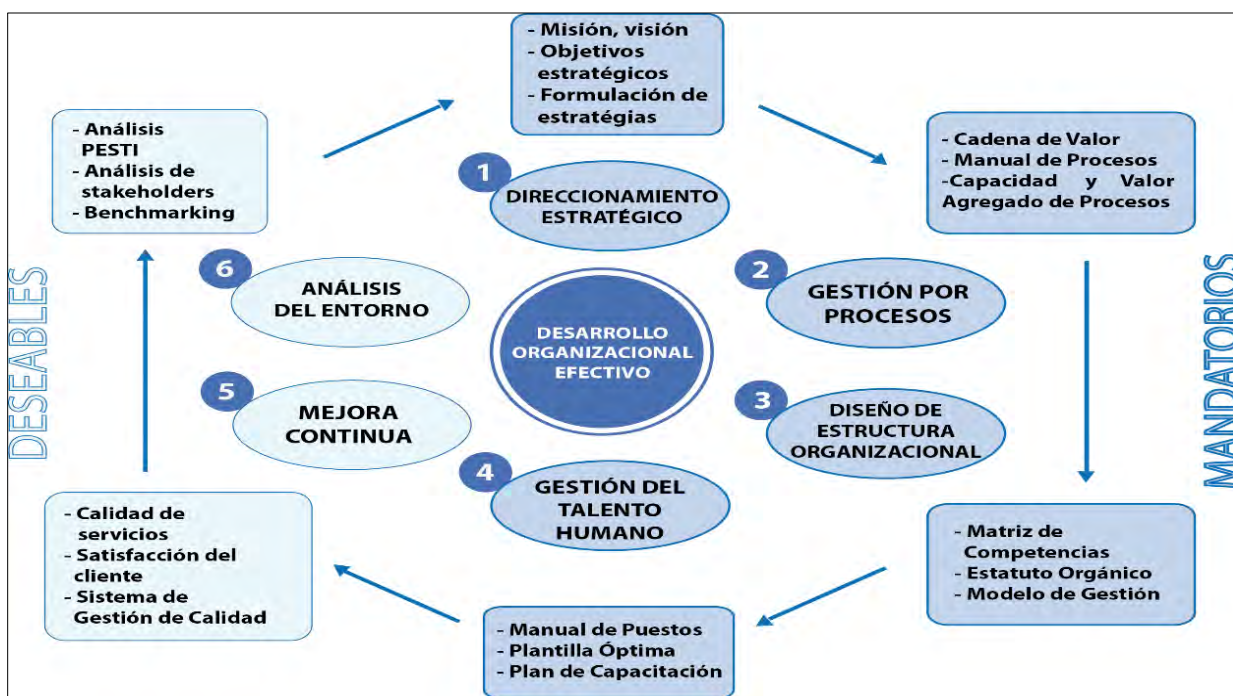 - Misión, visión
- Objetivos
estratégicos
- Formulación de
estratégias
- Análisis
PESTI
- Análisis de
stakeholders
- Benchmarking
- Cadena de Valor
- Manual de Procesos
-Capacidad y Valor
Agregado de Procesos
1
DIRECCIONAMIENTO
ESTRATÉGICO
6
ANÁLISIS
DEL ENTORNO
2
GESTIÓN POR
PROCESOS
DESEABLES
DESARROLLO
ORGANIZACIONAL
EFECTIVO
MANDATORIOS
5
MEJORA
CONTINUA
3
DISEÑO DE
ESTRUCTURA
ORGANIZACIONAL
4
GESTIÓN DEL
TALENTO
HUMANO
- Calidad de
servicios
- Satisfacción del
cliente
- Sistema de
Gestión de Calidad
- Matriz de
Competencias
- Estatuto Orgánico
- Modelo de Gestión
- Manual de Puestos
- Plantilla Óptima
- Plan de Capacitación